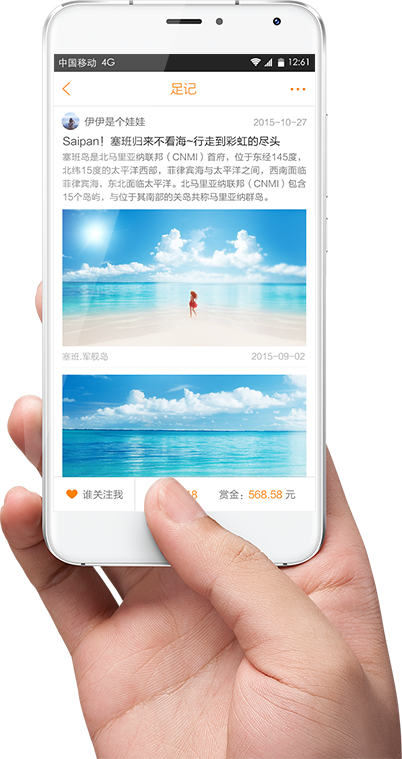 中国移动 4G 12:61
足记
伊伊是个娃娃 2015-10-27
Saipan！塞班归来不看海~行走到彩虹的尽头
塞班岛是北马里亚纳联邦（CNMI）首府，位于东经145度，
北纬15度的太平洋西部，菲律宾海与太平洋之间，西南面临
菲律宾海，东北面临太平洋。北马里亚纳联邦（CNMI）包含
15个岛屿，与位于其南部的关岛共称马里亚纳群岛。
塞班.军舰岛 2015-09-02
谁关注我 8 赏金：568.58 元